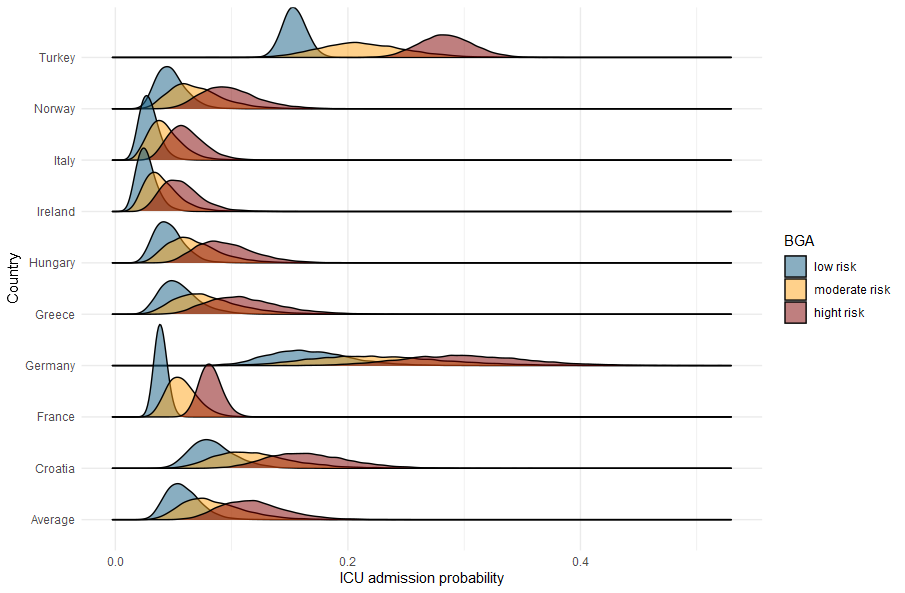 Turkey
Norway
Italy
Ireland
Hungary
Greece
Germany
France
Croatia
Average
Country
0.0
0.2
0.4
ICU admission probability
BGA
low risk
moderate risk
hight risk